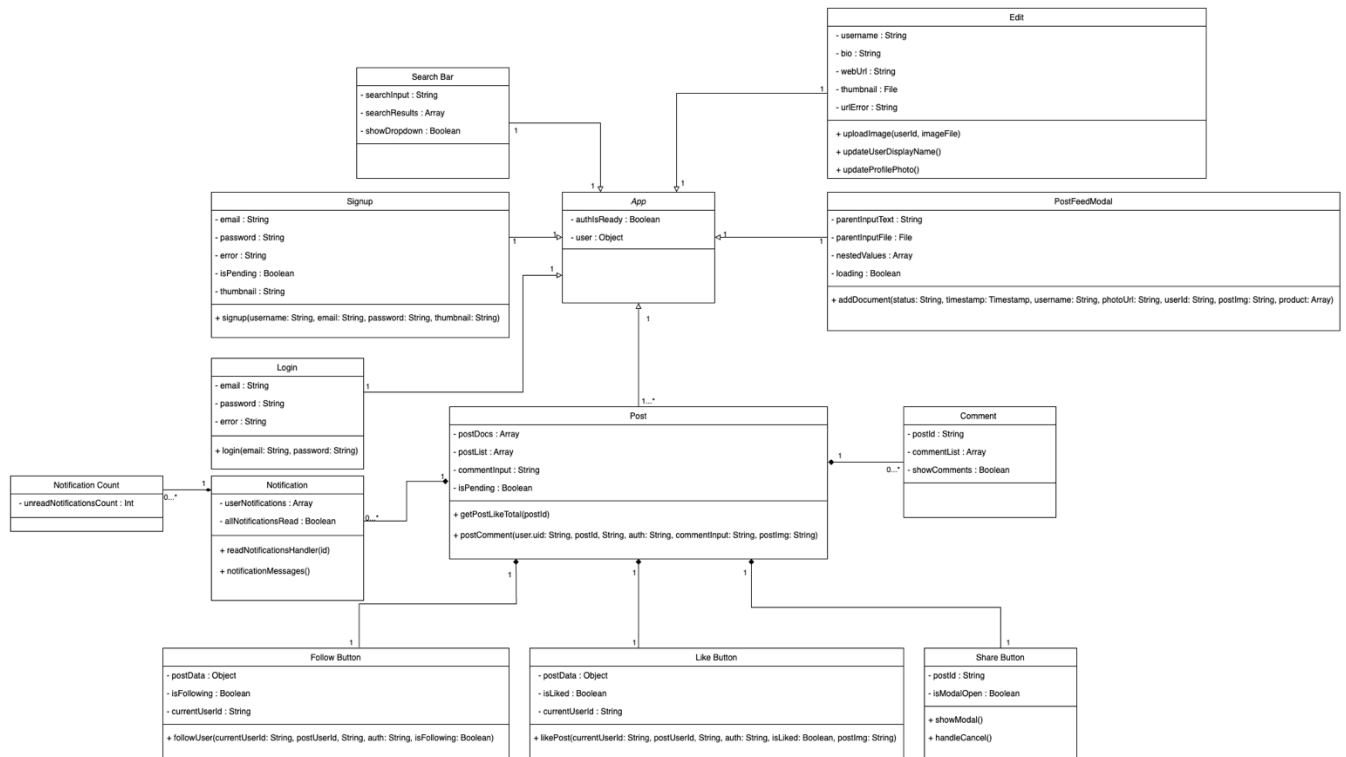 Edit
- username : String
- bio : String
- webUrl : String
- thumbnail : File
- urlError : String
+ uploadImage(userId, imageFile)
+ updateUserDisplayName()
+ updateProfilePhoto()
1
1
Search Bar
- searchInput : String
- searchResults : Array
- showDropdown : Boolean
1
1
Signup
- email : String
- password : String
- error : String
- isPending : Boolean
- thumbnail : String
+ signup(username: String, email: String, password: String, thumbnail: String)
1
1
App
- authIsReady : Boolean
- user : Object
1
1
PostFeedModal
- parentInputText : String
- parentInputFile : File
- nestedValues : Array
- loading : Boolean
+ addDocument(status: String, timestamp: Timestamp, username: String, photoUrl: String, userId: String, postImg: String, product: Array)
1
1
1...*
Login
- email : String
- password : String
- error : String
+ login(email: String, password: String)
1
1
Post
- postDocs : Array
- postList : Array
- commentInput : String
- isPending : Boolean
+ getPostLikeTotal(postId)
+ postComment(user.uid: String, postId, String, auth: String, commentInput: String, postImg: String)
1
0...*
Comment
- postId : String
- commentList : Array
- showComments : Boolean
Notification Count
- unreadNotificationsCount : Int
1
0...*
Notification
- userNotifications : Array
- allNotificationsRead : Boolean
+ readNotificationsHandler(id)
+ notificationMessages()
1
0...*
1
1
1
1
1
1
Follow Button
- postData : Object
- isFollowing : Boolean
- currentUserId : String
+ followUser(currentUserId: String, postUserId, String, auth: String, isFollowing: Boolean)
Like Button
- postData : Object
- isLiked : Boolean
- currentUserId : String
+ likePost(currentUserId: String, postUserId, String, auth: String, isLiked: Boolean, postImg: String)
Share Button
- postId : String
- isModalOpen : Boolean
+ showModal()
+ handleCancel()